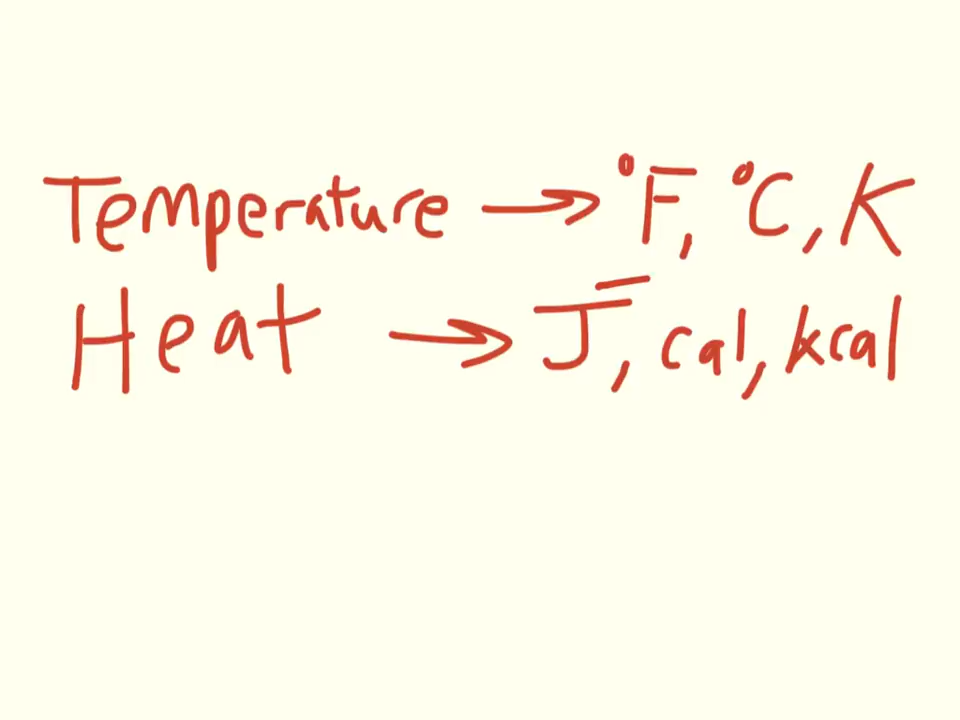 Temperature → °F, °C, K
Heat → J, cal, kcal